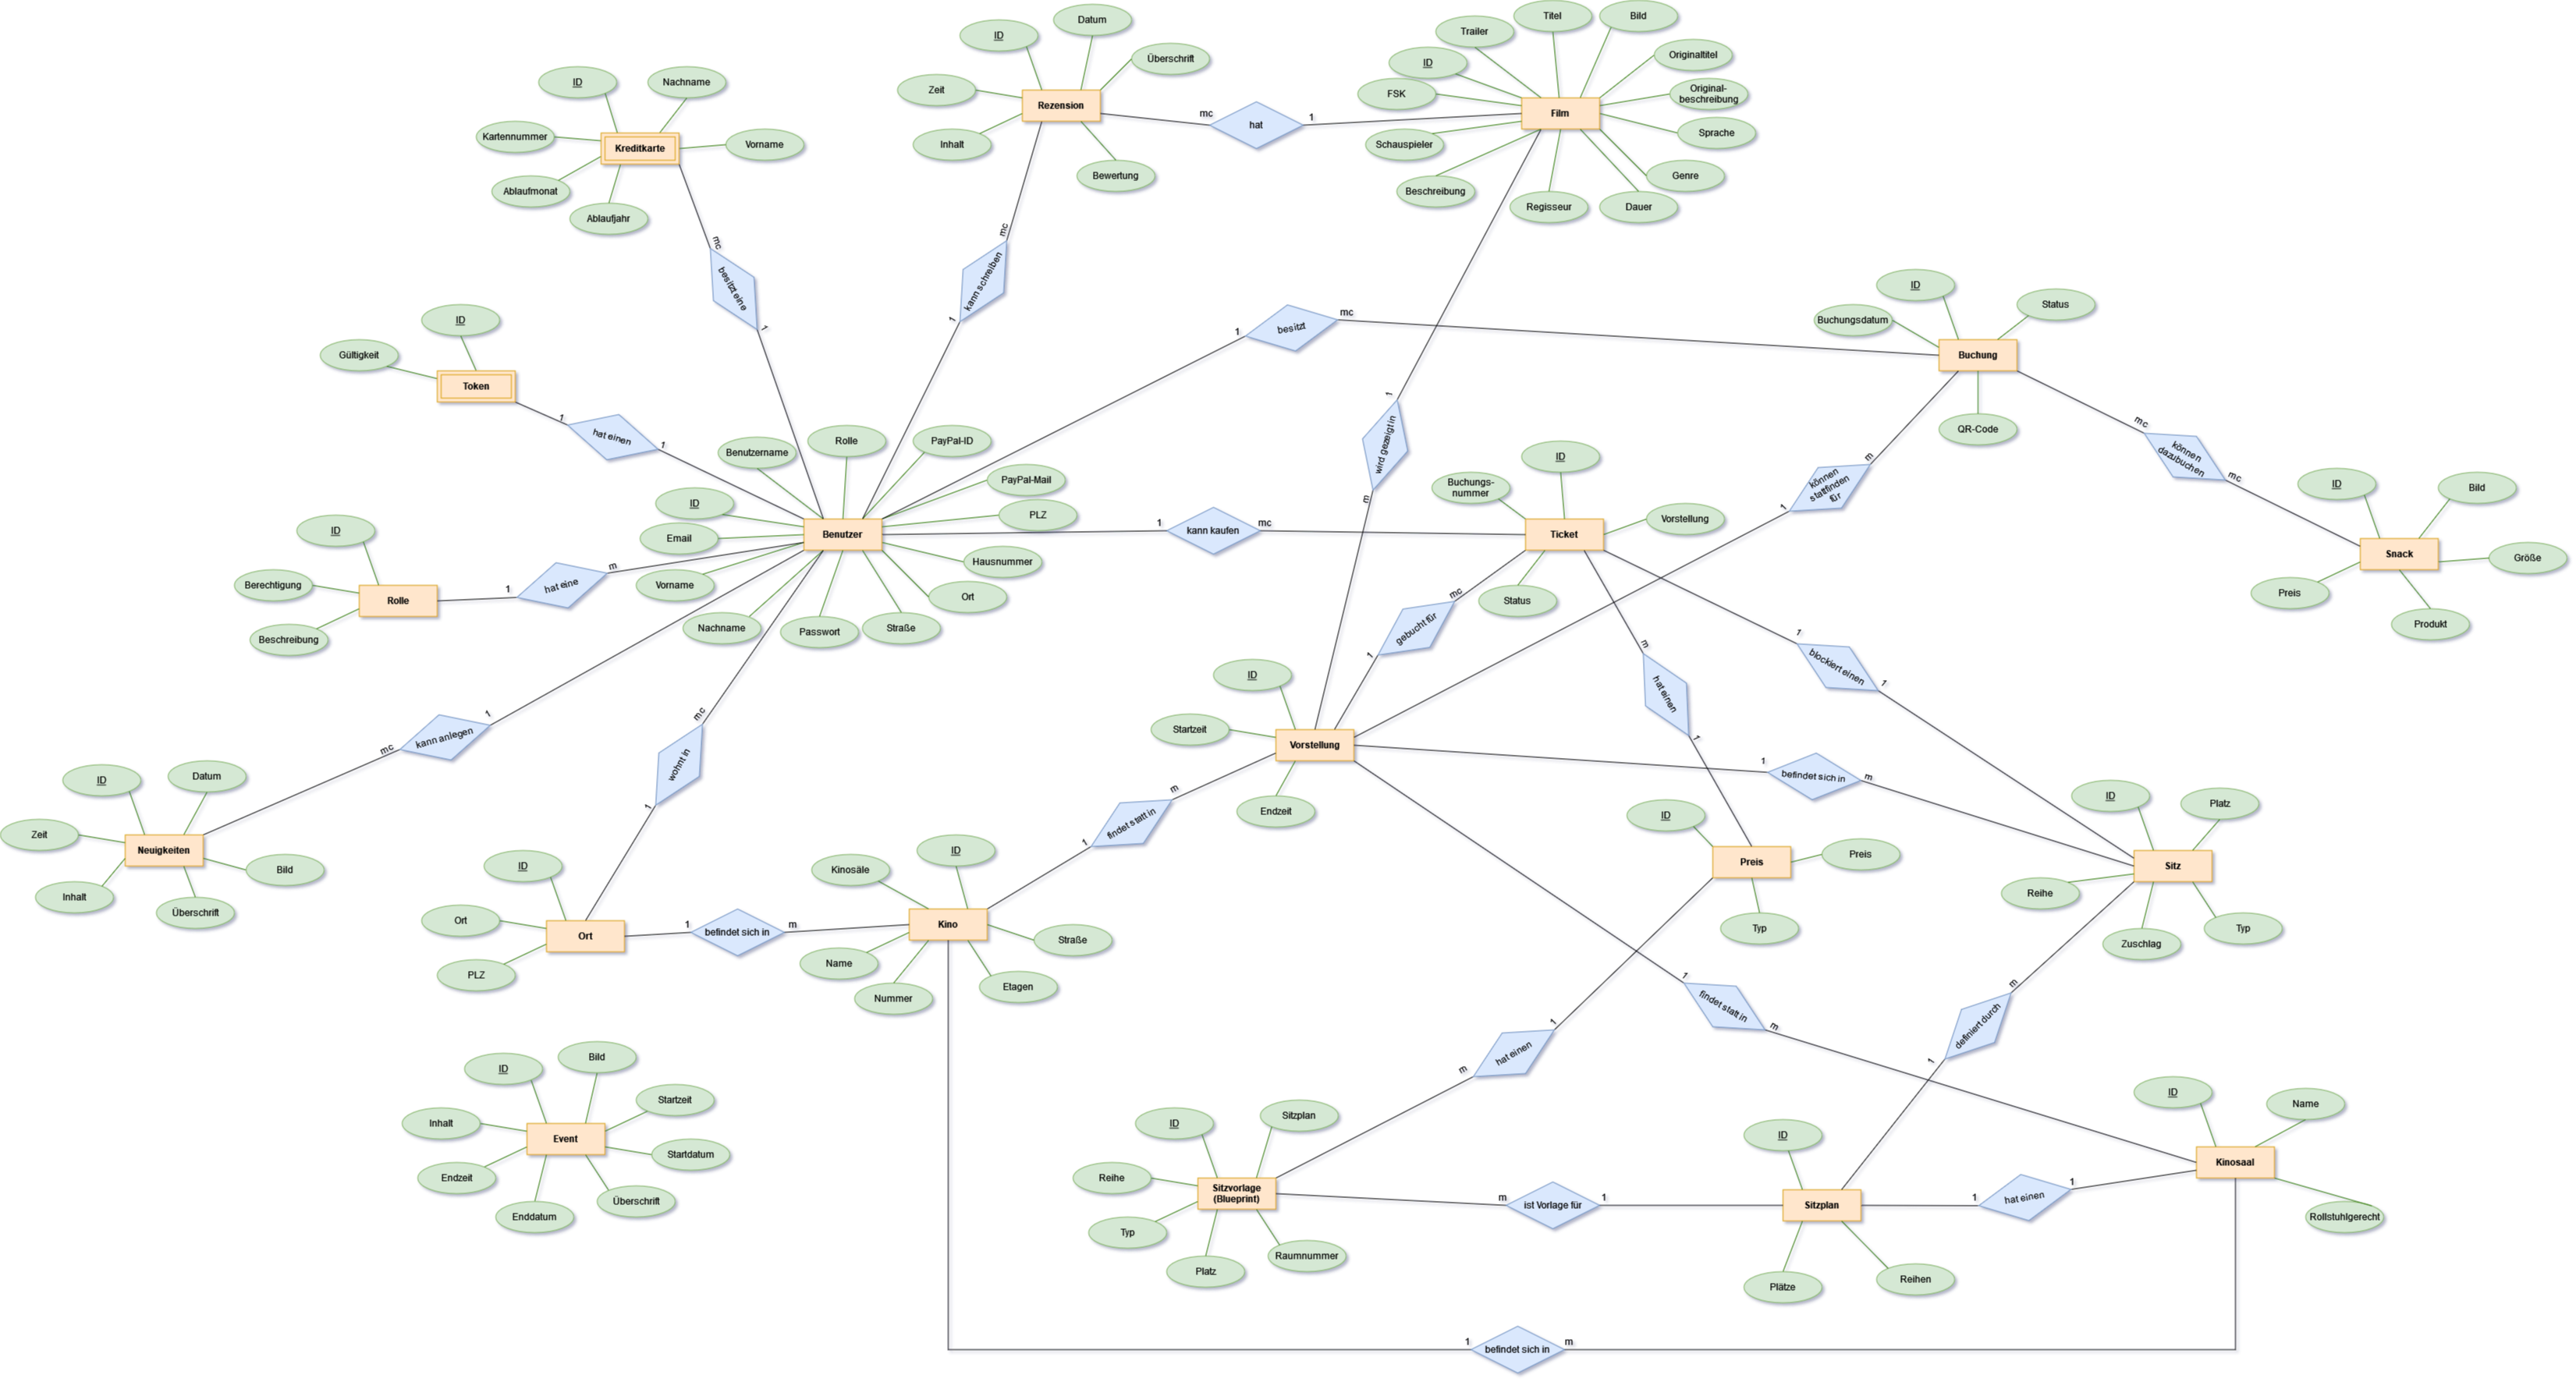 ID
Datum
Überschrift
Zeit
Rezension
Inhalt
Bewertung
mc
hat
1
Trailer
Titel
Bild
ID
Originaltitel
FSK
Original-
beschreibung
Film
Schauspieler
Sprache
Beschreibung
Genre
Regisseur
Dauer
ID
Nachname
Kartennummer
Kreditkarte
Vorname
Ablaufmonat
Ablaufjahr
mc
besitzt eine
1
mc
kann schreiben
1
ID
Gültigkeit
Token
1
hat einen
1
1
besitzt
mc
1
wird gezeigt in
m
ID
Status
Buchungsdatum
Buchung
QR-Code
m
können
stattfinden
für
1
mc
können
dazubuchen
mc
ID
Bild
Snack
Größe
Preis
Produkt
Benutzername
Rolle
PayPal-ID
PayPal-Mail
ID
PLZ
Email
Benutzer
Hausnummer
Vorname
Ort
Nachname
Passwort
Straße
1
kann kaufen
mc
ID
Buchungs-
nummer
Vorstellung
Ticket
Status
ID
Berechtigung
Rolle
Beschreibung
1
hat eine
m
mc
gebucht für
1
m
hat einen
1
1
blockiert einen
1
1
kann anlegen
mc
mc
wohnt in
1
ID
Startzeit
Vorstellung
Endzeit
1
befindet sich in
m
ID
Datum
Zeit
Neuigkeiten
Bild
Inhalt
Überschrift
ID
Ort
Ort
PLZ
1
befindet sich in
m
ID
Kinosäle
Kino
Straße
Name
Etagen
Nummer
m
findet statt in
1
ID
Preis
Preis
Typ
ID
Platz
Sitz
Reihe
Zuschlag
Typ
1
findet statt in
m
m
definiert durch
1
1
hat einen
m
ID
Bild
Startzeit
Inhalt
Event
Startdatum
Endzeit
Enddatum
Überschrift
ID
Sitzplan
Reihe
Sitzvorlage
(Blueprint)
Typ
Platz
Raumnummer
m
ist Vorlage für
1
ID
Sitzplan
Plätze
Reihen
1
hat einen
1
ID
Name
Kinosaal
Rollstuhlgerecht
1
befindet sich in
m